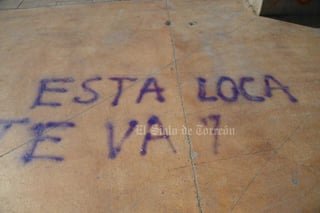 ESTA LOCA
TE VA
El Siglo de Torreón